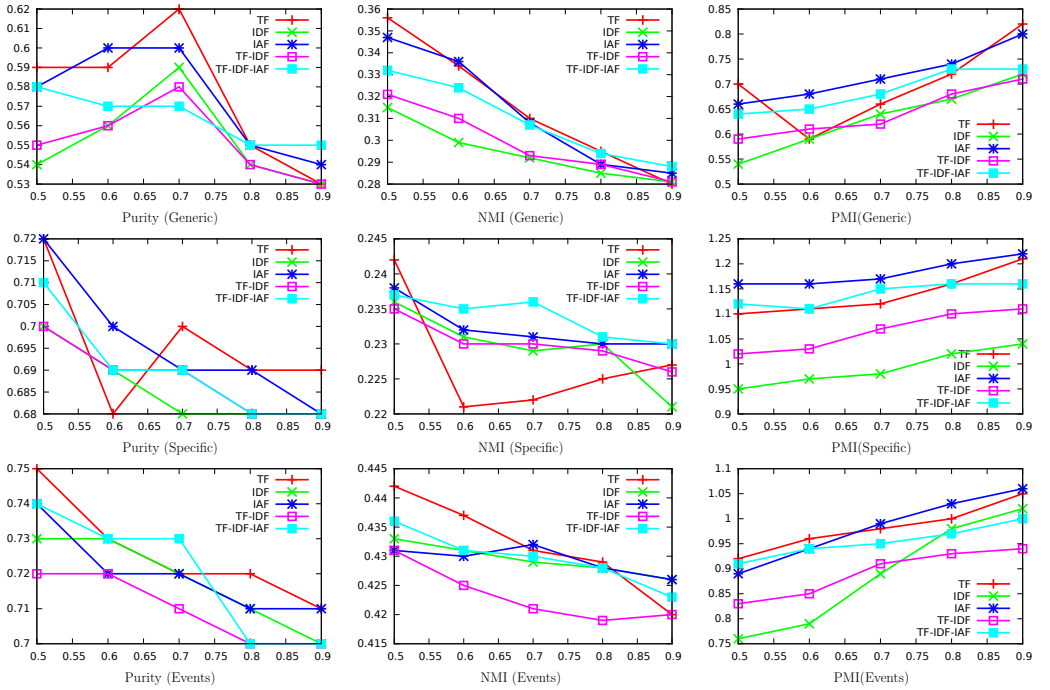 0.62
0.61
0.6
0.59
0.58
0.57
0.56
0.55
0.54
0.53
TF
IDF
IAF
TF-IDF
TF-IDF-IAF
0.5 0.55 0.6 0.65 0.7 0.75 0.8 0.85 0.9
Purity (Generic)
0.36
0.35
0.34
0.33
0.32
0.31
0.3
0.29
0.28
TF
IDF
IAF
TF-IDF
TF-IDF-IAF
0.5 0.55 0.6 0.65 0.7 0.75 0.8 0.85 0.9
NMI (Generic)
0.85
0.8
0.75
0.7
0.65
0.6
0.55
0.5
TF
IDF
IAF
TF-IDF
TF-IDF-IAF
0.5 0.55 0.6 0.65 0.7 0.75 0.8 0.85 0.9
PMI(Generic)
0.72
0.715
0.71
0.705
0.7
0.695
0.69
0.685
0.68
TF
IDF
IAF
TF-IDF
TF-IDF-IAF
0.5 0.55 0.6 0.65 0.7 0.75 0.8 0.85 0.9
Purity (Specific)
0.245
0.24
0.235
0.23
0.225
0.22
TF
IDF
IAF
TF-IDF
TF-IDF-IAF
0.5 0.55 0.6 0.65 0.7 0.75 0.8 0.85 0.9
NMI (Specific)
1.25
1.2
1.15
1.1
1.05
1
0.95
0.9
TF
IDF
IAF
TF-IDF
TF-IDF-IAF
0.5 0.55 0.6 0.65 0.7 0.75 0.8 0.85 0.9
PMI(Specific)
0.75
0.74
0.73
0.72
0.71
0.7
TF
IDF
IAF
TF-IDF
TF-IDF-IAF
0.5 0.55 0.6 0.65 0.7 0.75 0.8 0.85 0.9
Purity (Events)
0.445
0.44
0.435
0.43
0.425
0.42
0.415
TF
IDF
IAF
TF-IDF
TF-IDF-IAF
0.5 0.55 0.6 0.65 0.7 0.75 0.8 0.85 0.9
NMI (Events)
1.1
1.05
1
0.95
0.9
0.85
0.8
0.75
TF
IDF
IAF
TF-IDF
TF-IDF-IAF
0.5 0.55 0.6 0.65 0.7 0.75 0.8 0.85 0.9
PMI(Events)